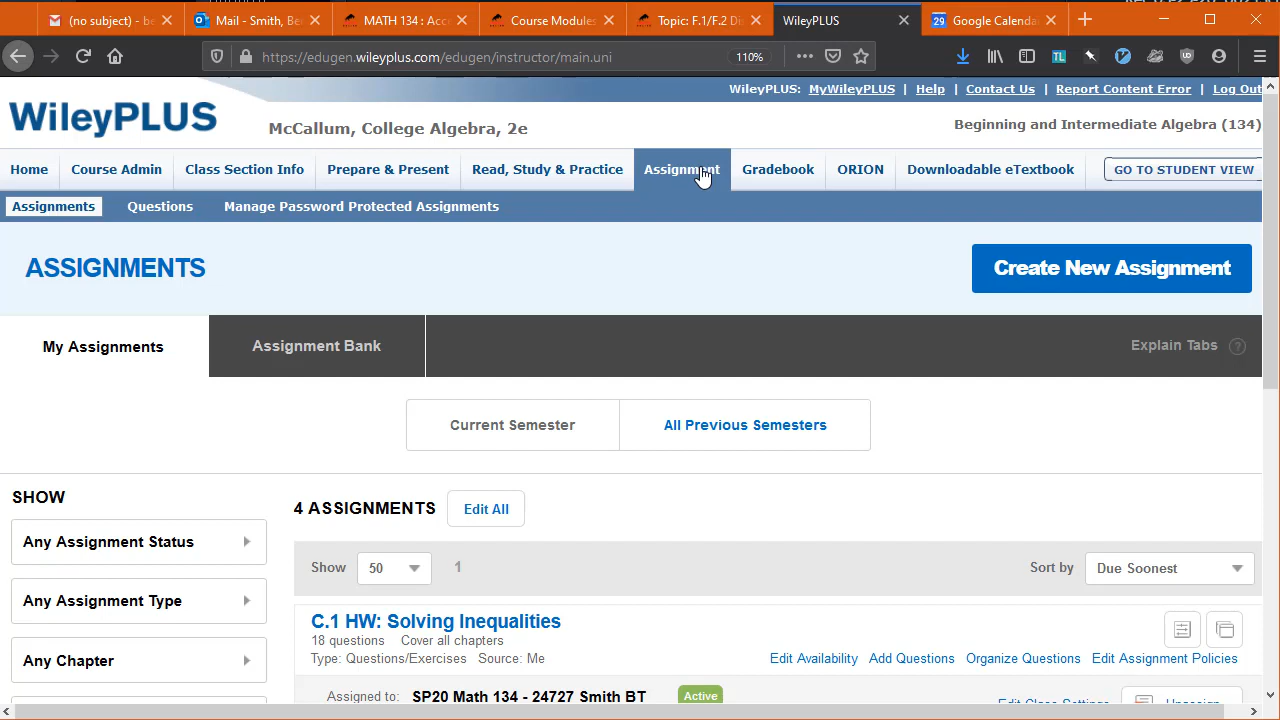 (no subject) - be
Mail - Smith, Be
MATH 134 : Acce
Course Modules
Topic: F.1/F.2 Di
WileyPLUS
29 Google Calenda
https://edugen.wileyplus.com/edugen/instructor/main.uni
110%
TL
WileyPLUS: MyWileyPLUS | Help | Contact Us | Report Content Error | Log Out
WileyPLUS
McCallum, College Algebra, 2e
Beginning and Intermediate Algebra (134)
Home Course Admin Class Section Info Prepare & Present Read, Study & Practice Assignment Gradebook ORION Downloadable eTextbook GO TO STUDENT VIEW
Assignments Questions Manage Password Protected Assignments
ASSIGNMENTS
Create New Assignment
My Assignments
Assignment Bank
Explain Tabs ?
Current Semester
All Previous Semesters
SHOW
4 ASSIGNMENTS Edit All
Any Assignment Status
Show 50 1
Sort by Due Soonest
Any Assignment Type
C.1 HW: Solving Inequalities
18 questions Cover all chapters
Type: Questions/Exercises Source: Me
Edit Availability Add Questions Organize Questions Edit Assignment Policies
Any Chapter
Assigned to: SP20 Math 134 - 24727 Smith BT Active
Edit Class Settings
Unassign